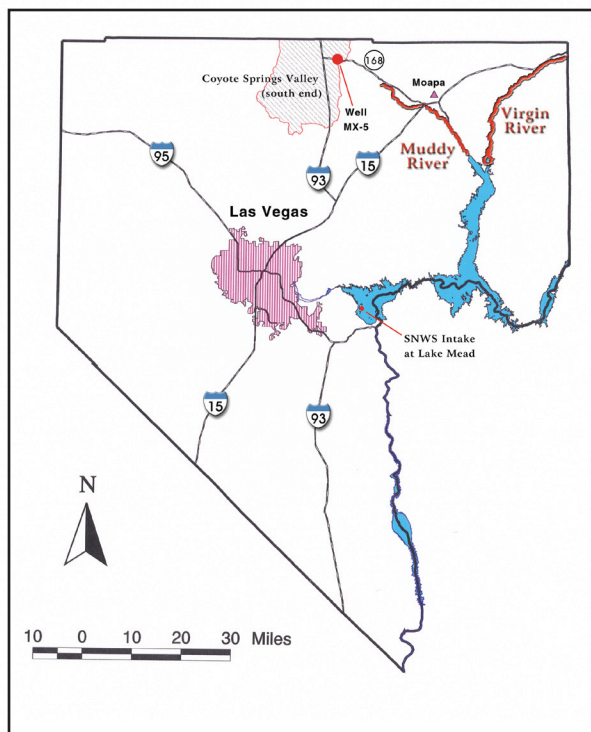 168
Coyote Springs Valley
(south end)
Moapa
Well
MX-5
Virgin
River
Muddy
River
95
93
15
Las Vegas
SNWS Intake
at Lake Mead
15
93
N
10 0 10 20 30 Miles